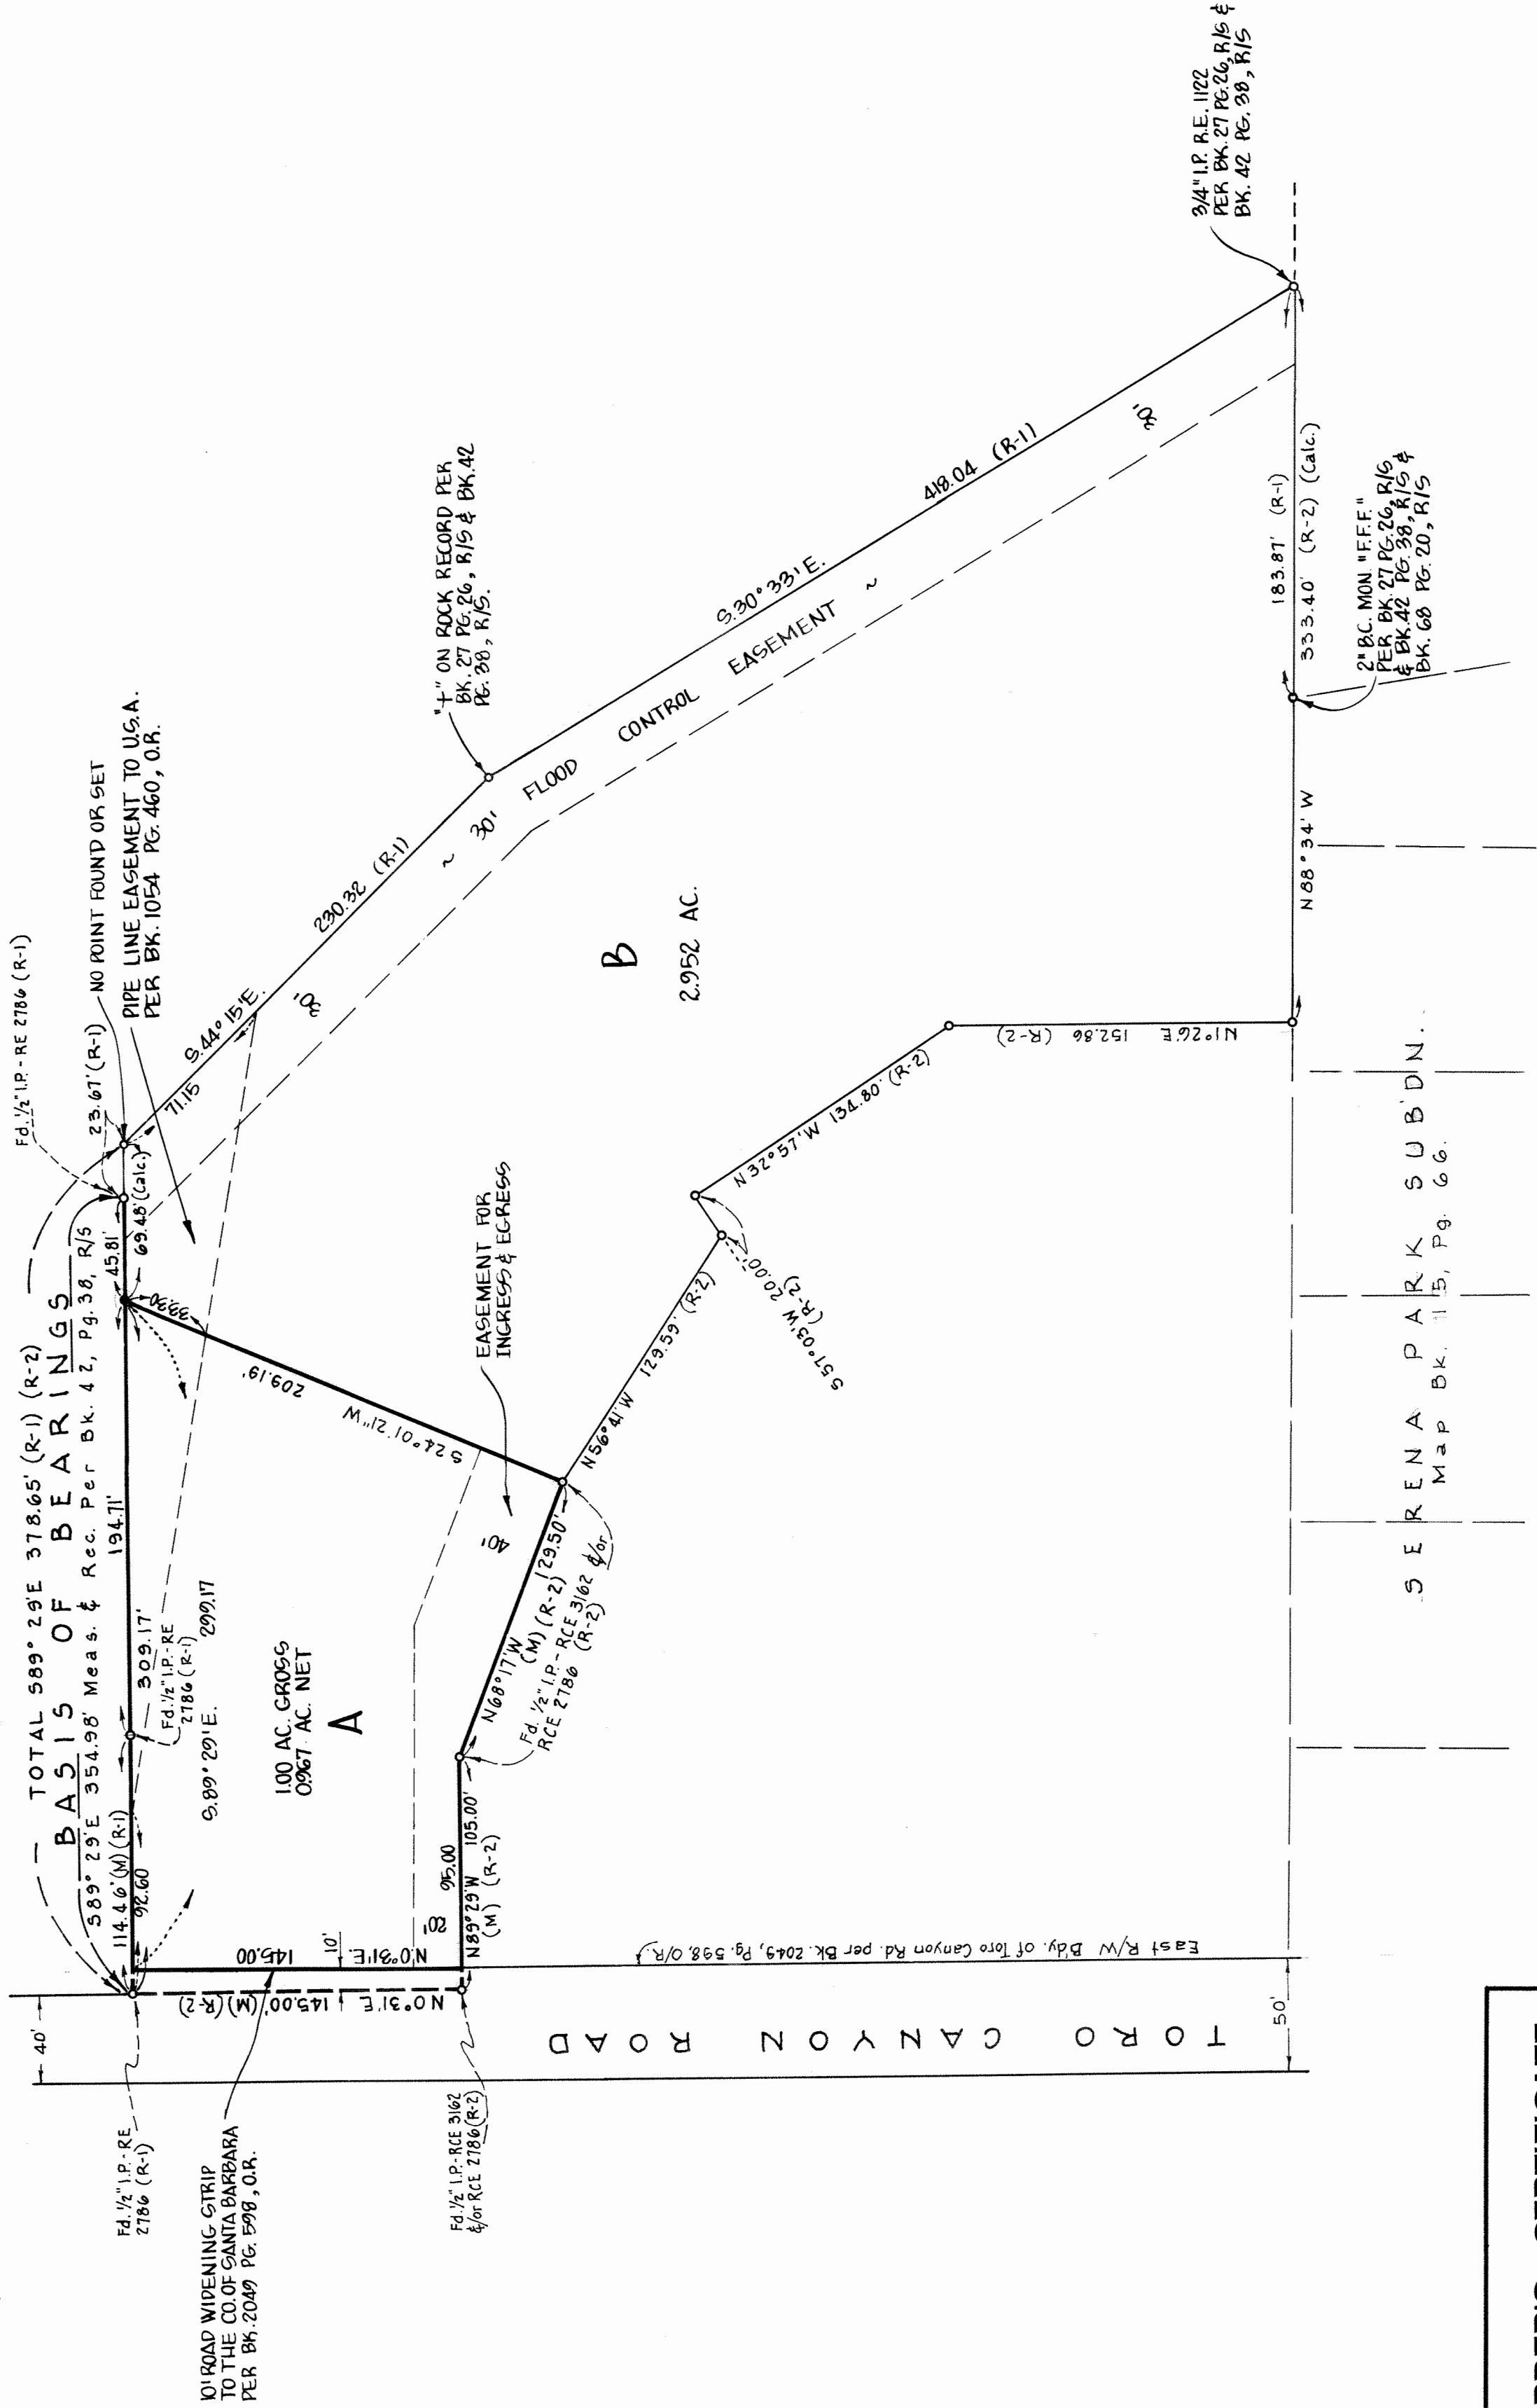 TOTAL S89° 29'E 378.65' (R-1) (R-2)
BASIS OF BEARINGS
S89° 29'E 354.98' Meas. & Rec. Per Bk. 42, Pg. 38, R/S
40'
114.46' (M) (R-1)
92.60
194.71'
309.17'
Fd. 1/2" I.P.-RE
2786 (R-1)
S.89° 29' E. 299.17
45.81'
69.48' (Calc.)
23.67' (R-1)
Fd. 1/2" I.P.- RE 2786 (R-1)
NO POINT FOUND OR SET
PIPE LINE EASEMENT TO U.S.A.
PER BK. 1054 PG. 460, O.R.
71.15
S.44° 15' E.
230.32 (R-1)
30'
~ 30' FLOOD CONTROL EASEMENT ~
"+" ON ROCK RECORD PER
BK. 27 PG. 26, R/S & BK. 42
PG. 38, R/S.
S.30° 33' E. 418.04 (R-1)
30'
3/4" I.P. R.E. 1122
PER BK. 27 PG. 26, R/S &
BK. 42 PG. 38, R/S
183.87' (R-1)
333.40' (R-2) (Calc.)
N 88° 34' W
2" B.C. MON. "F.F.F."
PER BK. 27 PG. 26, R/S
& BK. 42 PG. 38, R/S &
BK. 68 PG. 20, R/S
B
2.952 AC.
N1°26'E 152.86 (R-2)
N 32° 57' W 134.80' (R-2)
S 57° 03' W 20.00'
(R-2)
N 56° 41' W 129.59' (R-2)
EASEMENT FOR
INGRESS & EGRESS
33.30
209.19'
S 24° 01' 21" W
40'
N68° 17' W 129.50'
(M) (R-2)
Fd. 1/2" I.P.- RCE 3162 &/or
RCE 2786 (R-2)
1.00 AC. GROSS
0.967 AC. NET
A
95.00
N89° 29' W 105.00'
(M) (R-2)
20'
10'
N.0°31'E. 145.00
N 0°31' E 145.00' (M) (R-2)
Fd. 1/2" I.P.- RE
2786 (R-1)
10' ROAD WIDENING STRIP
TO THE CO. OF SANTA BARBARA
PER BK. 2049 PG. 598, O.R.
Fd. 1/2" I.P.- RCE 3162
&/or RCE 2786 (R-2)
East R/W Bdy. of Toro Canyon Rd. per Bk. 2049, Pg. 598, O/R
TORO CANYON ROAD
50'
SERENA PARK SUB'DN.
Map Bk. 15, Pg. 66.